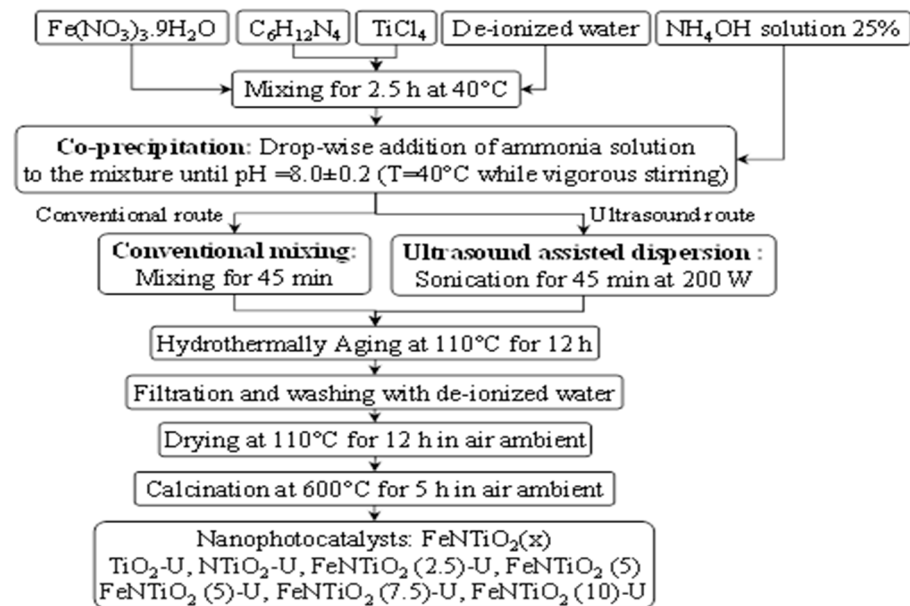 Fe(NO₃)₃.9H₂O
C₆H₁₂N₄
TiCl₄
De-ionized water
NH₄OH solution 25%
Mixing for 2.5 h at 40°C
Co-precipitation: Drop-wise addition of ammonia solution
to the mixture until pH =8.0±0.2 (T=40°C while vigorous stirring)
Conventional route
Ultrasound route
Conventional mixing:
Mixing for 45 min
Ultrasound assisted dispersion :
Sonication for 45 min at 200 W
Hydrothermally Aging at 110°C for 12 h
Filtration and washing with de-ionized water
Drying at 110°C for 12 h in air ambient
Calcination at 600°C for 5 h in air ambient
Nanophotocatalysts: FeNTiO₂(x)
TiO₂-U, NTiO₂-U, FeNTiO₂ (2.5)-U, FeNTiO₂ (5)
FeNTiO₂ (5)-U, FeNTiO₂ (7.5)-U, FeNTiO₂ (10)-U